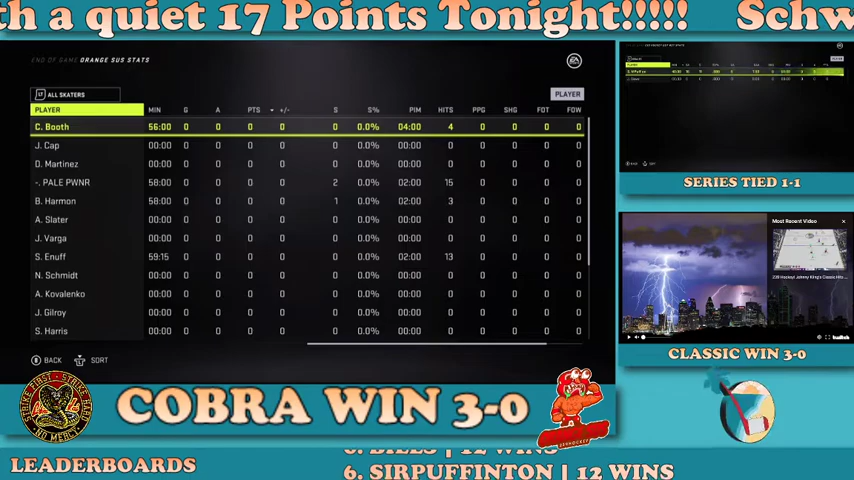 th a quiet 17 Points Tonight!!!!!    Schw
END OF GAME ORANGE SUS STATS
EA
LT ALL SKATERS
PLAYER
PLAYER MIN G A PTS +/- S S% PIM HITS PPG SHG FOT FOW
C. Booth 56:00 0 0 0 0 0 0.0% 04:00 4 0 0 0 0
J. Cap 00:00 0 0 0 0 0 0.0% 00:00 0 0 0 0 0
D. Martinez 00:00 0 0 0 0 0 0.0% 00:00 0 0 0 0 0
-. PALE PWNR 58:00 0 0 0 0 2 0.0% 02:00 15 0 0 0 0
B. Harmon 58:00 0 0 0 0 1 0.0% 02:00 3 0 0 0 0
A. Slater 00:00 0 0 0 0 0 0.0% 00:00 0 0 0 0 0
J. Varga 00:00 0 0 0 0 0 0.0% 00:00 0 0 0 0 0
S. Enuff 59:15 0 0 0 0 0 0.0% 02:00 13 0 0 0 0
N. Schmidt 00:00 0 0 0 0 0 0.0% 00:00 0 0 0 0 0
A. Kovalenko 00:00 0 0 0 0 0 0.0% 00:00 0 0 0 0 0
J. Gilroy 00:00 0 0 0 0 0 0.0% 00:00 0 0 0 0 0
S. Harris 00:00 0 0 0 0 0 0.0% 00:00 0 0 0 0 0
B BACK L SORT
SERIES TIED 1-1
Most Recent Video
twitch
CLASSIC WIN 3-0
STRIKE FIRST • STRIKE HARD
NO MERCY
COBRA WIN 3-0
LEADERBOARDS
BILLS | 12 WINS
6. SIRPUFFINTON | 12 WINS